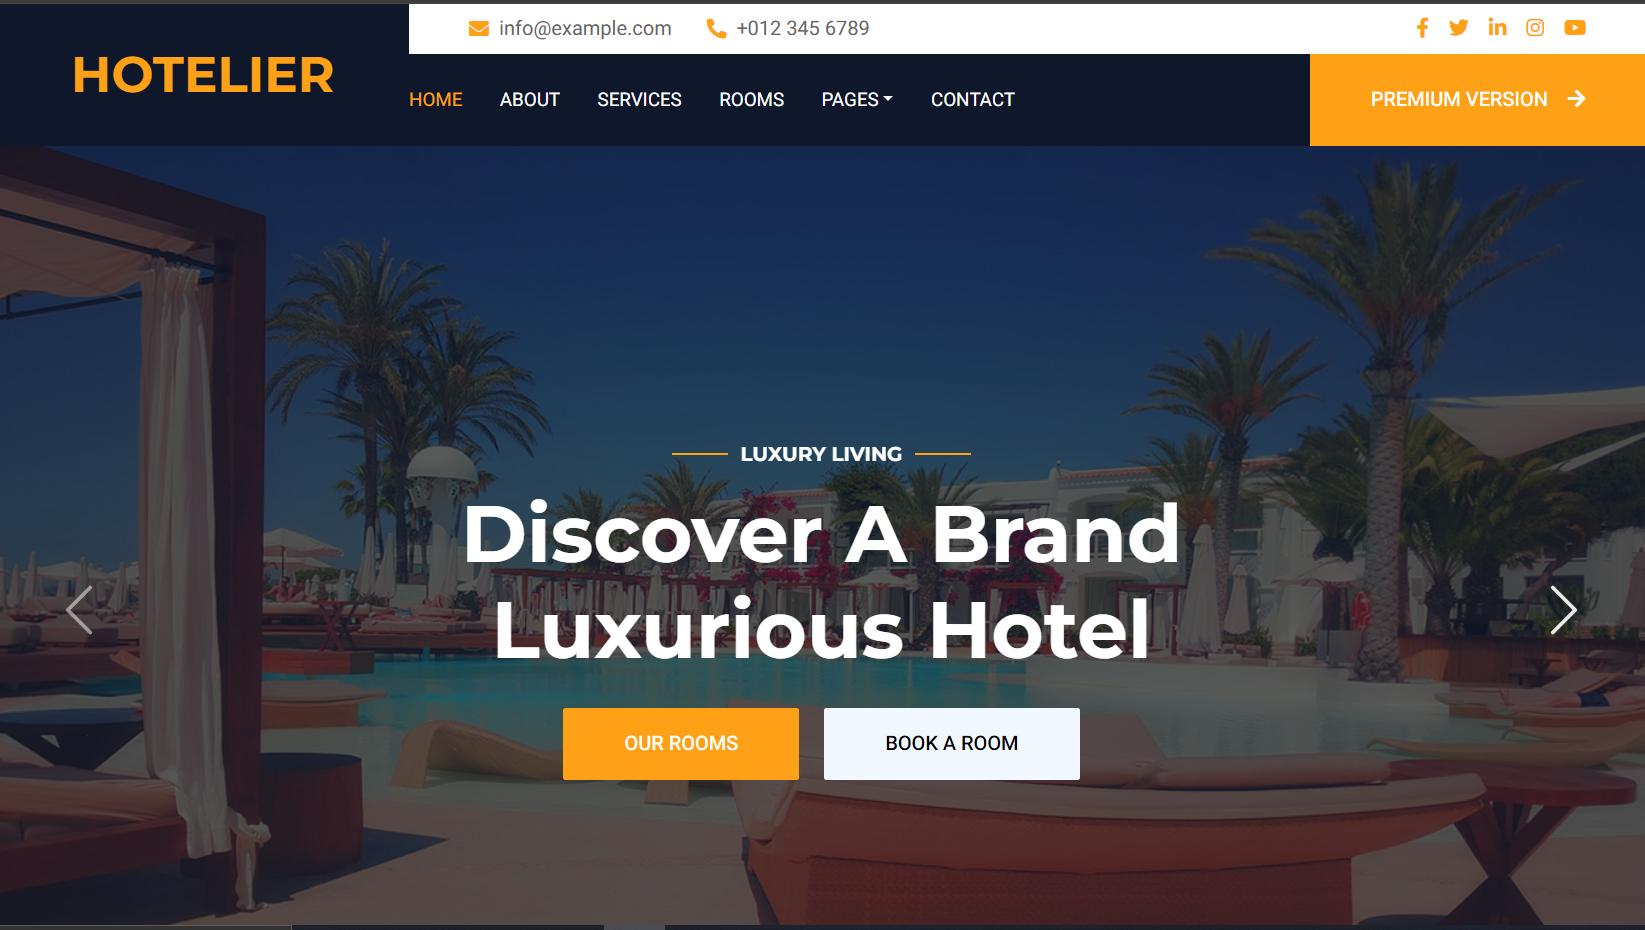 HOTELIER
info@example.com +012 345 6789
HOME ABOUT SERVICES ROOMS PAGES CONTACT
PREMIUM VERSION
LUXURY LIVING
Discover A Brand
Luxurious Hotel
OUR ROOMS BOOK A ROOM